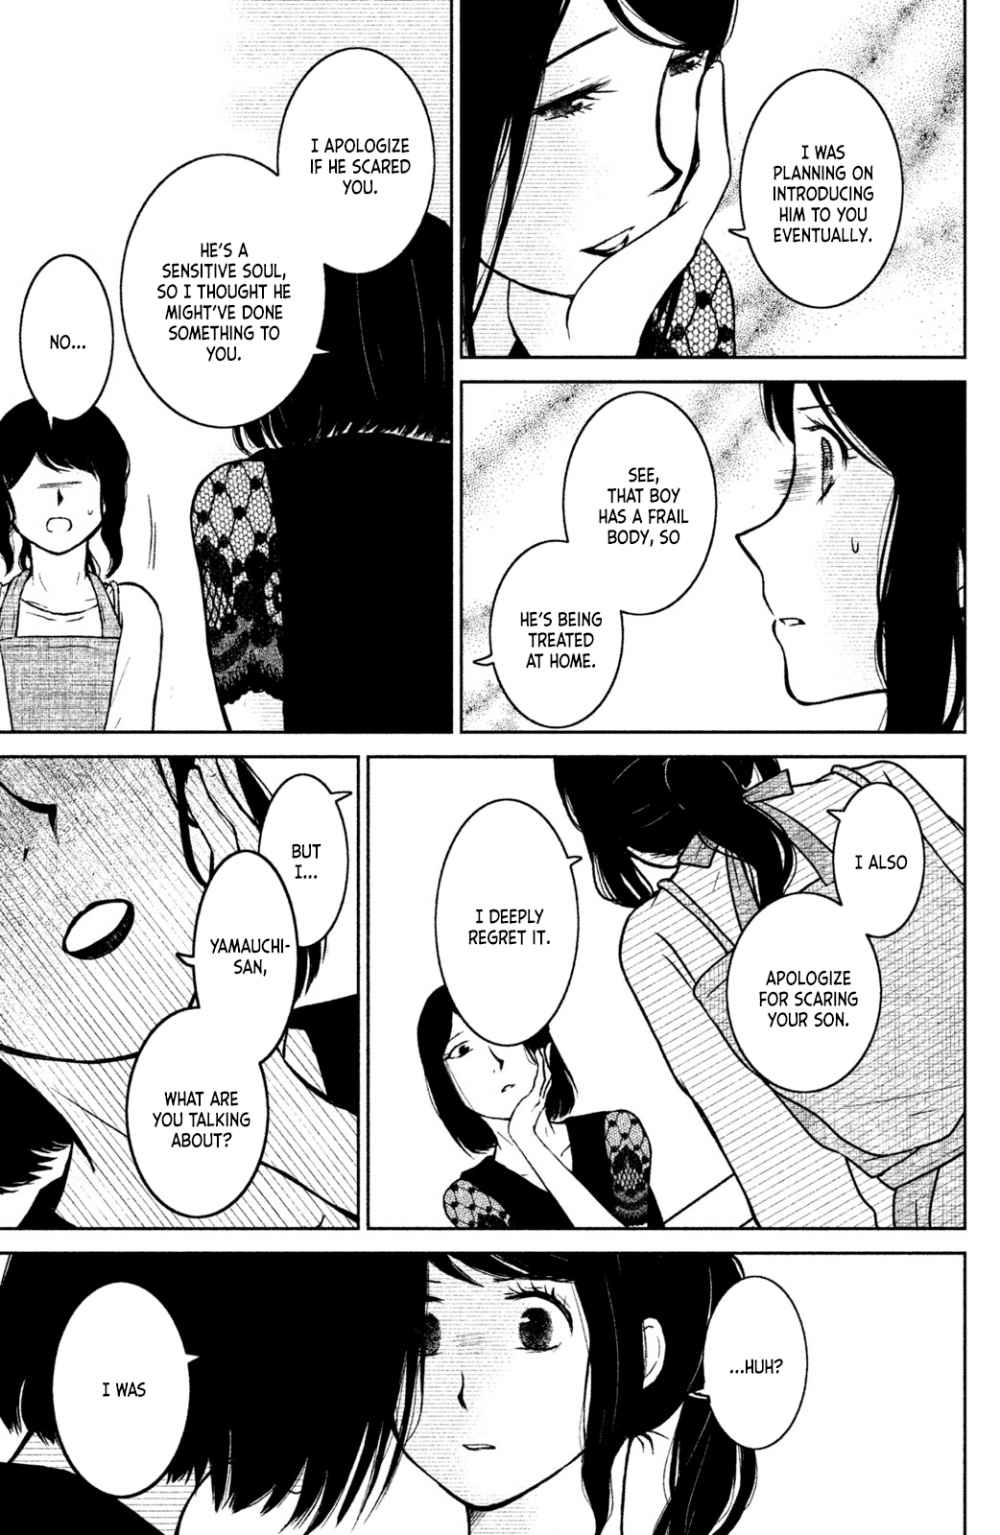 I WAS
PLANNING ON
INTRODUCING
HIM TO YOU
EVENTUALLY.
SEE,
THAT BOY
HAS A FRAIL
BODY, SO
HE'S BEING
TREATED
AT HOME.
I APOLOGIZE
IF HE SCARED
YOU.
HE'S A
SENSITIVE SOUL,
SO I THOUGHT HE
MIGHT'VE DONE
SOMETHING TO
YOU.
NO...
I ALSO
APOLOGIZE
FOR SCARING
YOUR SON.
I DEEPLY
REGRET IT.
BUT
I...
YAMAUCHI-
SAN,
WHAT ARE
YOU TALKING
ABOUT?
...HUH?
I WAS